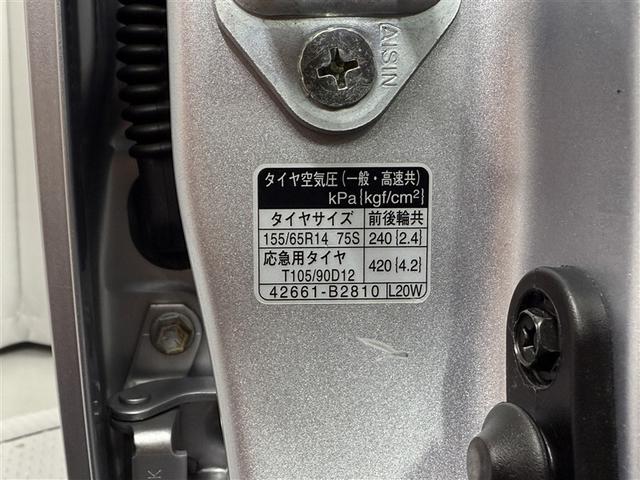 AISIN
タイヤ空気圧(一般・高速共)
kPa{kgf/cm²}
タイヤサイズ 前後輪共
155/65R14 75S 240{2.4}
応急用タイヤ
T105/90D12 420{4.2}
42661-B2810 L20W
K